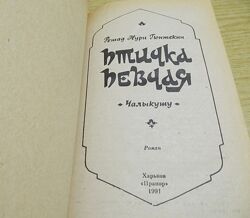 Решад Нури Гюнтекин
ПТИЧКА
ПЕВЧАЯ
Чалыкушу
Роман
Харьков
«Прапор»
1991